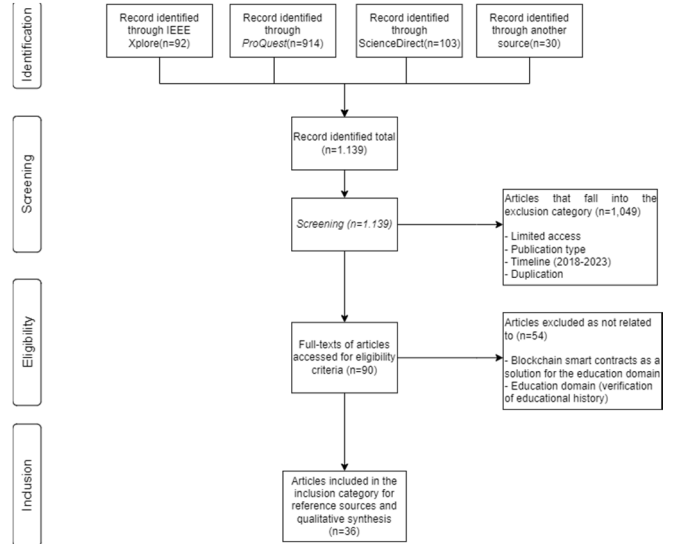 Identification
Record identified
through IEEE
Xplore(n=92)
Record identified
through
ProQuest(n=914)
Record identified
through
ScienceDirect(n=103)
Record identified
through another
source(n=30)
Screening
Record identified total
(n=1.139)
Screening (n=1.139)
Articles that fall into the
exclusion category (n=1,049)
- Limited access
- Publication type
- Timeline (2018-2023)
- Duplication
Eligibility
Full-texts of articles
accessed for eligibility
criteria (n=90)
Articles excluded as not related
to (n=54)
- Blockchain smart contracts as a
solution for the education domain
- Education domain (verification
of educational history)
Inclusion
Articles included in the
inclusion category for
reference sources and
qualitative synthesis
(n=36)